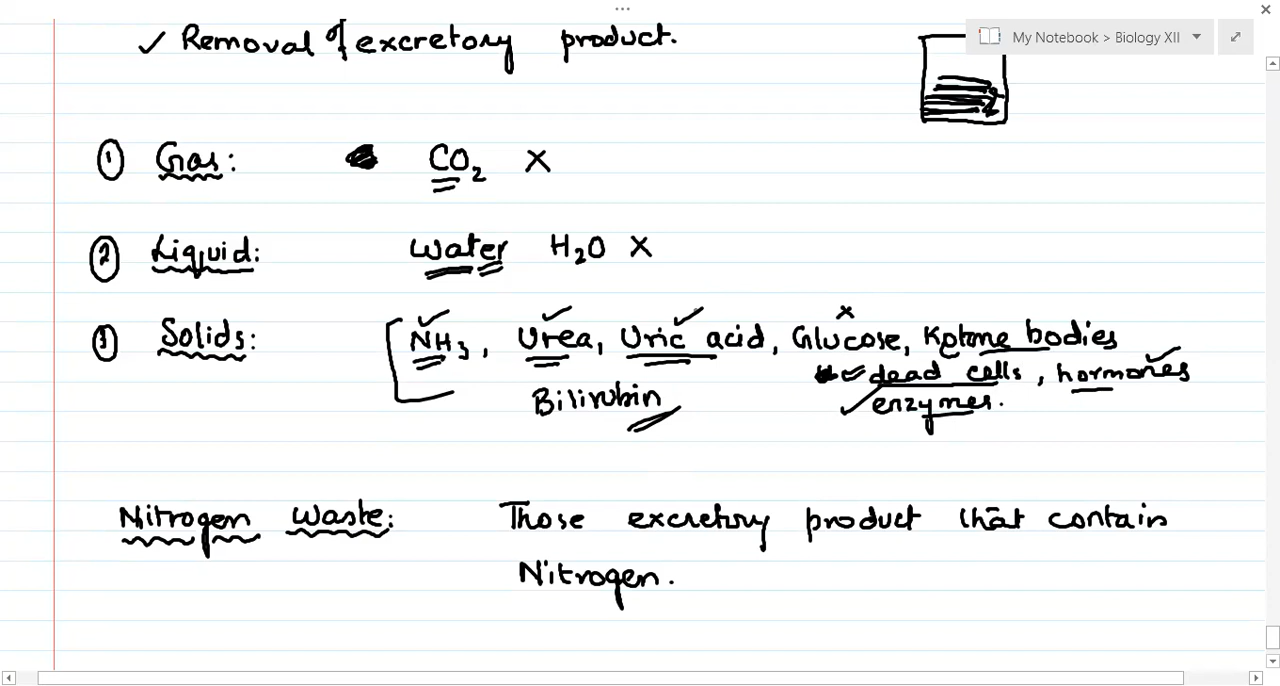 ...
My Notebook > Biology XII
✓ Removal of excretory product.
① Gas: CO₂ X
② Liquid: Water H₂O X
③ Solids: [NH₃, Urea, Uric acid, Glucose, Ketone bodies
dead cells, hormones
Bilirubin enzymes.
Nitrogen Waste: Those excretory product that contain
Nitrogen.